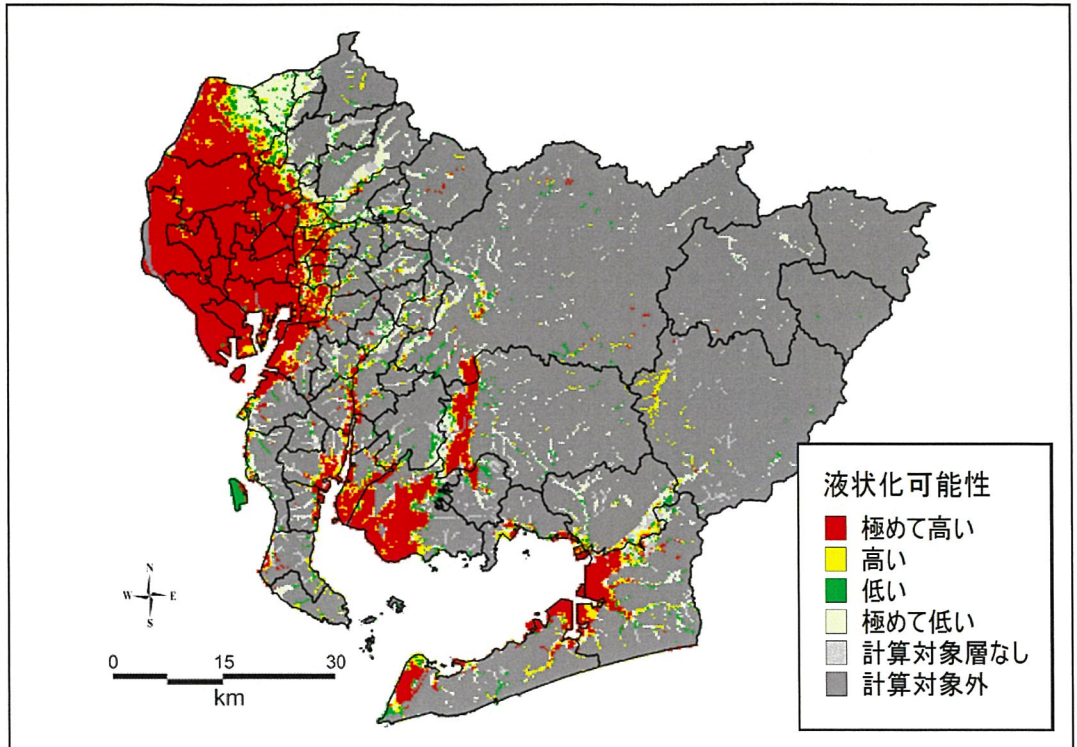 液状化可能性
極めて高い
高い
低い
極めて低い
計算対象層なし
計算対象外
N
W E
S
0 15 30
km